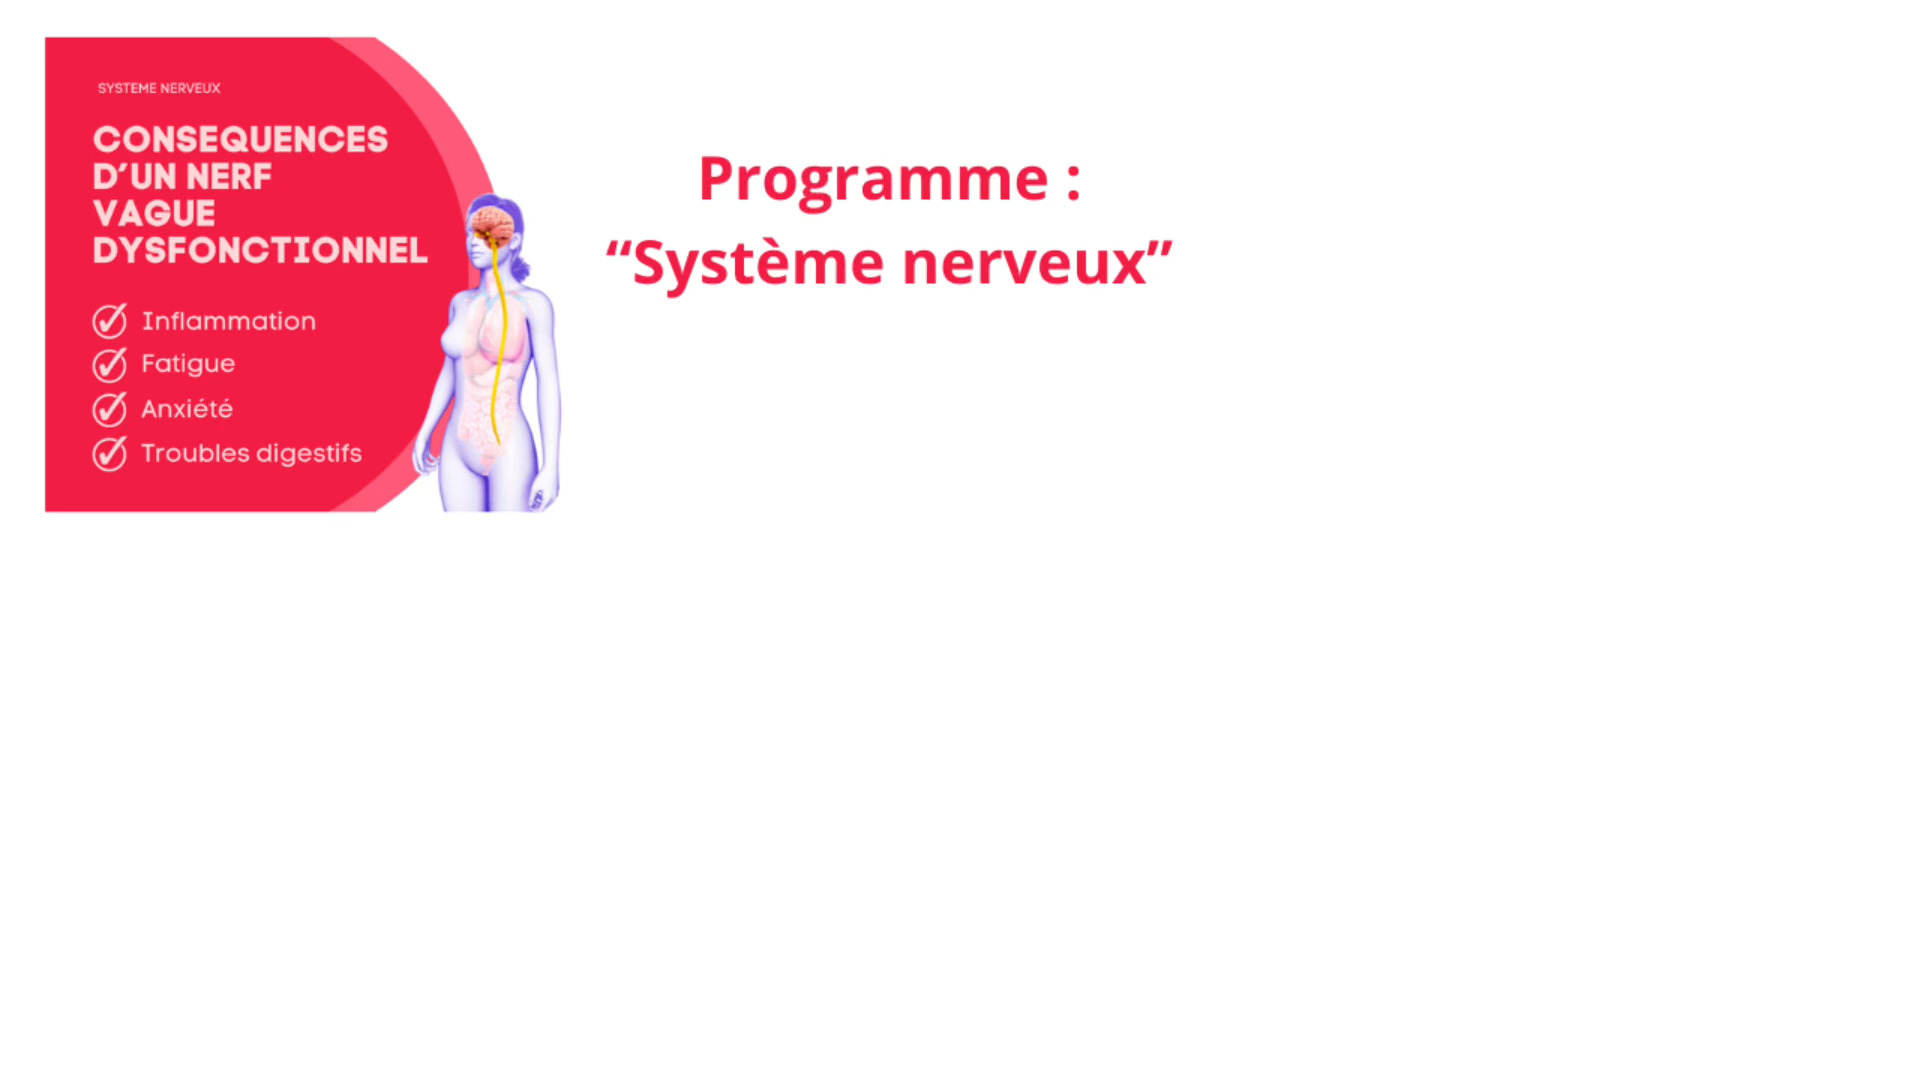 SYSTEME NERVEUX
CONSEQUENCES
D’UN NERF
VAGUE
DYSFONCTIONNEL
Inflammation
Fatigue
Anxiété
Troubles digestifs
Programme :
“Système nerveux”